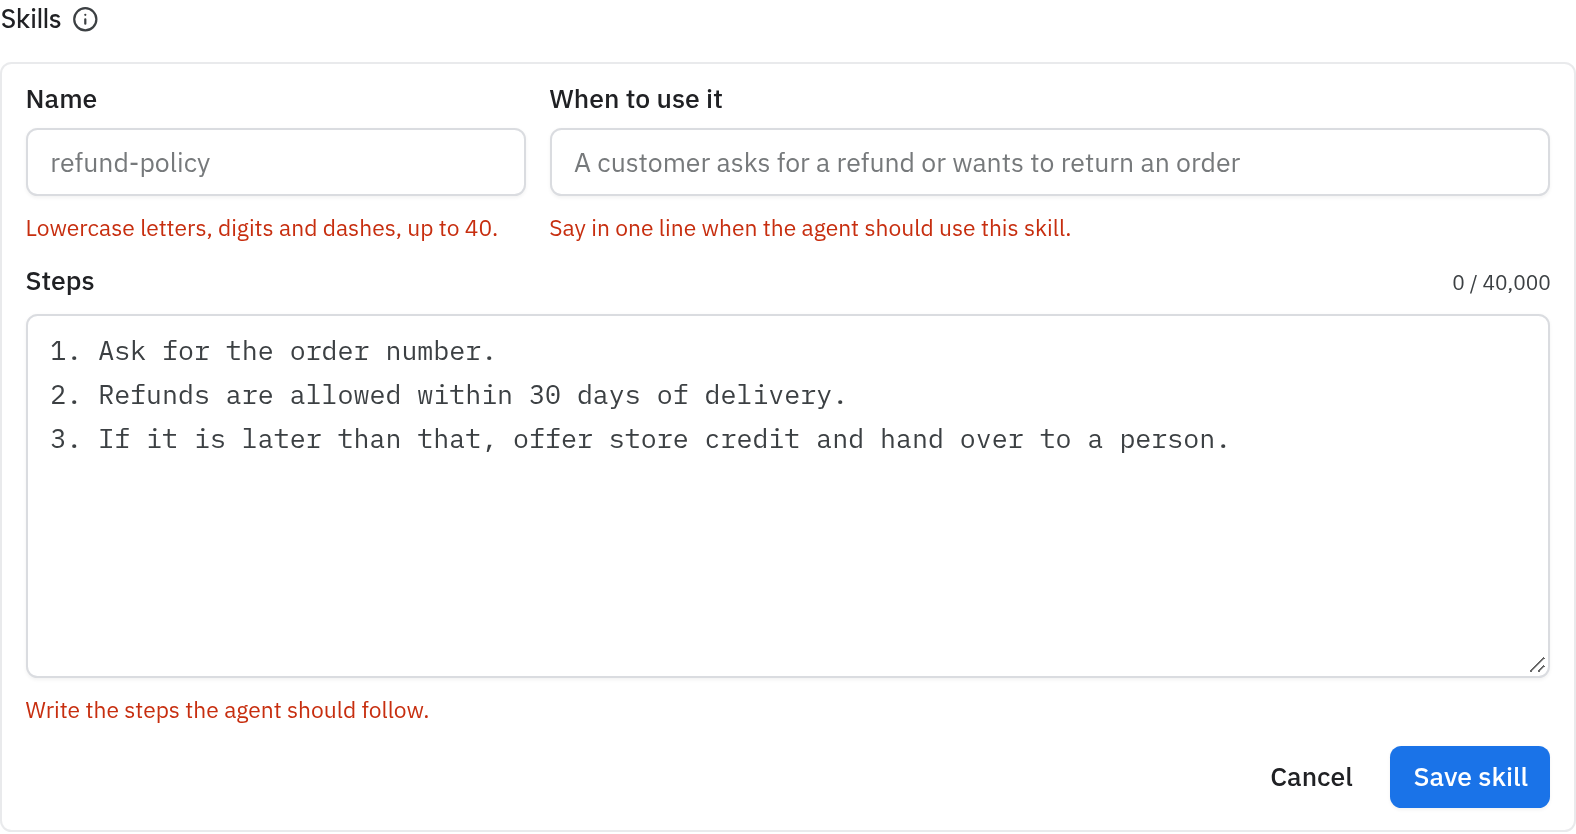 Skills
Name
When to use it
refund-policy
A customer asks for a refund or wants to return an order
Lowercase letters, digits and dashes, up to 40.
Say in one line when the agent should use this skill.
Steps
0 / 40,000
1. Ask for the order number.
2. Refunds are allowed within 30 days of delivery.
3. If it is later than that, offer store credit and hand over to a person.
Write the steps the agent should follow.
Cancel
Save skill